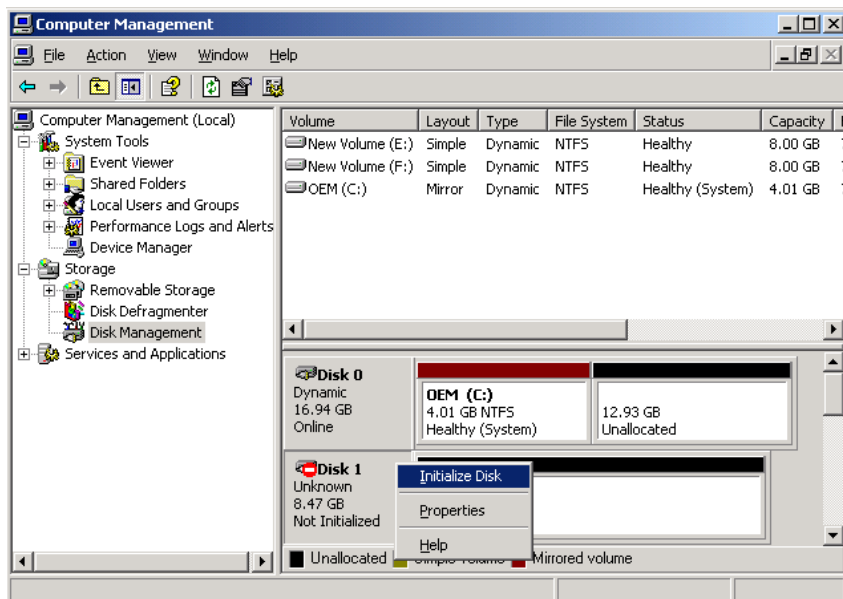 Computer Management
File Action View Window Help
Computer Management (Local)
System Tools
Event Viewer
Shared Folders
Local Users and Groups
Performance Logs and Alerts
Device Manager
Storage
Removable Storage
Disk Defragmenter
Disk Management
Services and Applications
Volume Layout Type File System Status Capacity
New Volume (E:) Simple Dynamic NTFS Healthy 8.00 GB
New Volume (F:) Simple Dynamic NTFS Healthy 8.00 GB
OEM (C:) Mirror Dynamic NTFS Healthy (System) 4.01 GB
Disk 0
Dynamic
16.94 GB
Online
OEM (C:)
4.01 GB NTFS
Healthy (System)
12.93 GB
Unallocated
Disk 1
Unknown
8.47 GB
Not Initialized
Initialize Disk
Properties
Help
Unallocated Mirrored volume